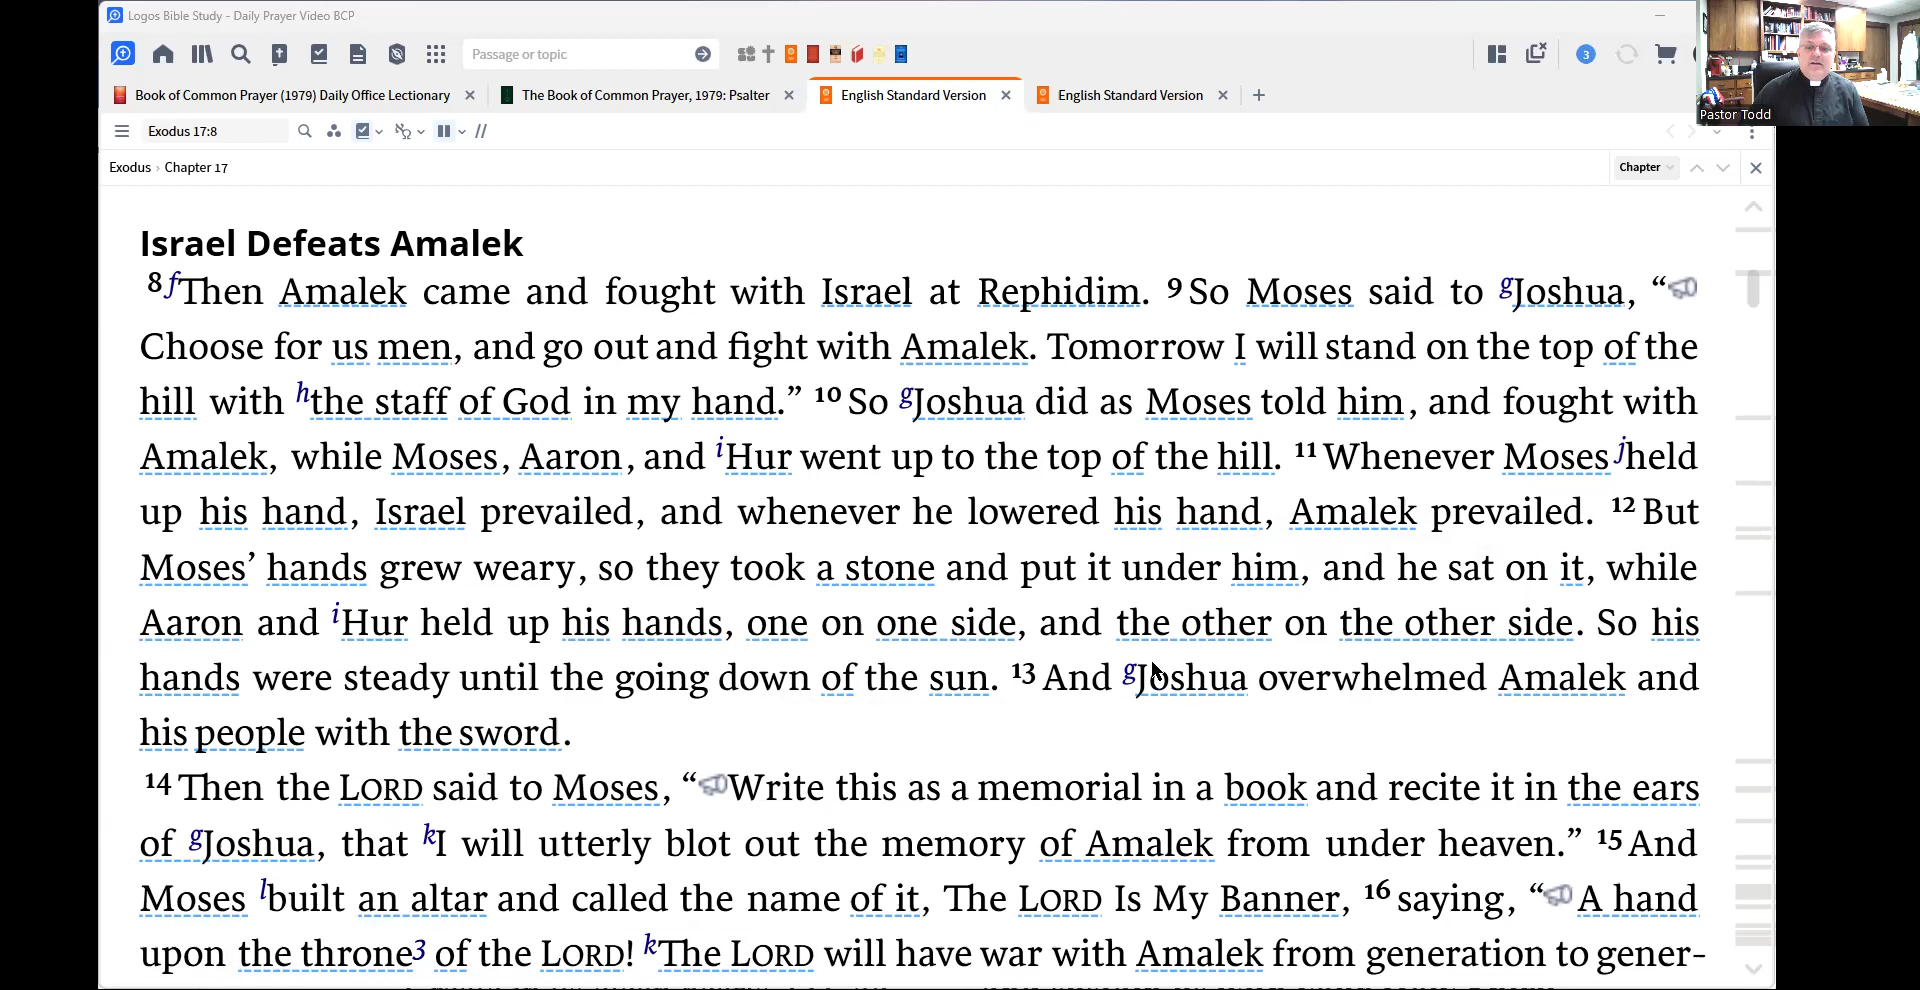 Logos Bible Study - Daily Prayer Video BCP
Passage or topic
3
Book of Common Prayer (1979) Daily Office Lectionary
The Book of Common Prayer, 1979: Psalter
English Standard Version
English Standard Version
Pastor Todd
Exodus 17:8
Exodus › Chapter 17
Chapter
Israel Defeats Amalek
8 f Then Amalek came and fought with Israel at Rephidim. 9 So Moses said to g Joshua, “
Choose for us men, and go out and fight with Amalek. Tomorrow I will stand on the top of the
hill with h the staff of God in my hand.” 10 So g Joshua did as Moses told him, and fought with
Amalek, while Moses, Aaron, and i Hur went up to the top of the hill. 11 Whenever Moses j held
up his hand, Israel prevailed, and whenever he lowered his hand, Amalek prevailed. 12 But
Moses’ hands grew weary, so they took a stone and put it under him, and he sat on it, while
Aaron and i Hur held up his hands, one on one side, and the other on the other side. So his
hands were steady until the going down of the sun. 13 And g Joshua overwhelmed Amalek and
his people with the sword.
14 Then the LORD said to Moses, “Write this as a memorial in a book and recite it in the ears
of g Joshua, that k I will utterly blot out the memory of Amalek from under heaven.” 15 And
Moses l built an altar and called the name of it, The LORD Is My Banner, 16 saying, “A hand
upon the throne3 of the LORD! k The LORD will have war with Amalek from generation to gener-